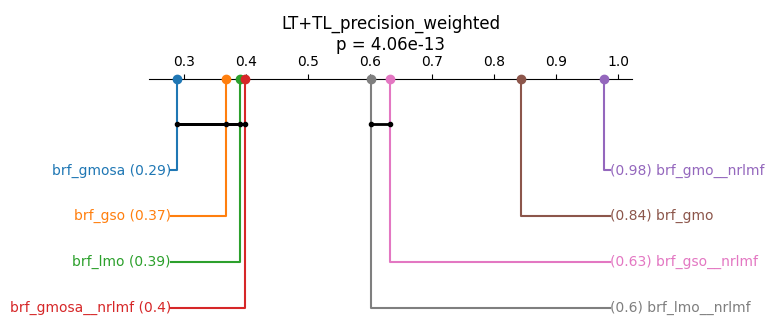 LT+TL_precision_weighted
p = 4.06e-13
0.3 0.4 0.5 0.6 0.7 0.8 0.9 1.0
brf_gmosa (0.29)
(0.98) brf_gmo__nrlmf
brf_gso (0.37)
(0.84) brf_gmo
brf_lmo (0.39)
(0.63) brf_gso__nrlmf
brf_gmosa__nrlmf (0.4)
(0.6) brf_lmo__nrlmf